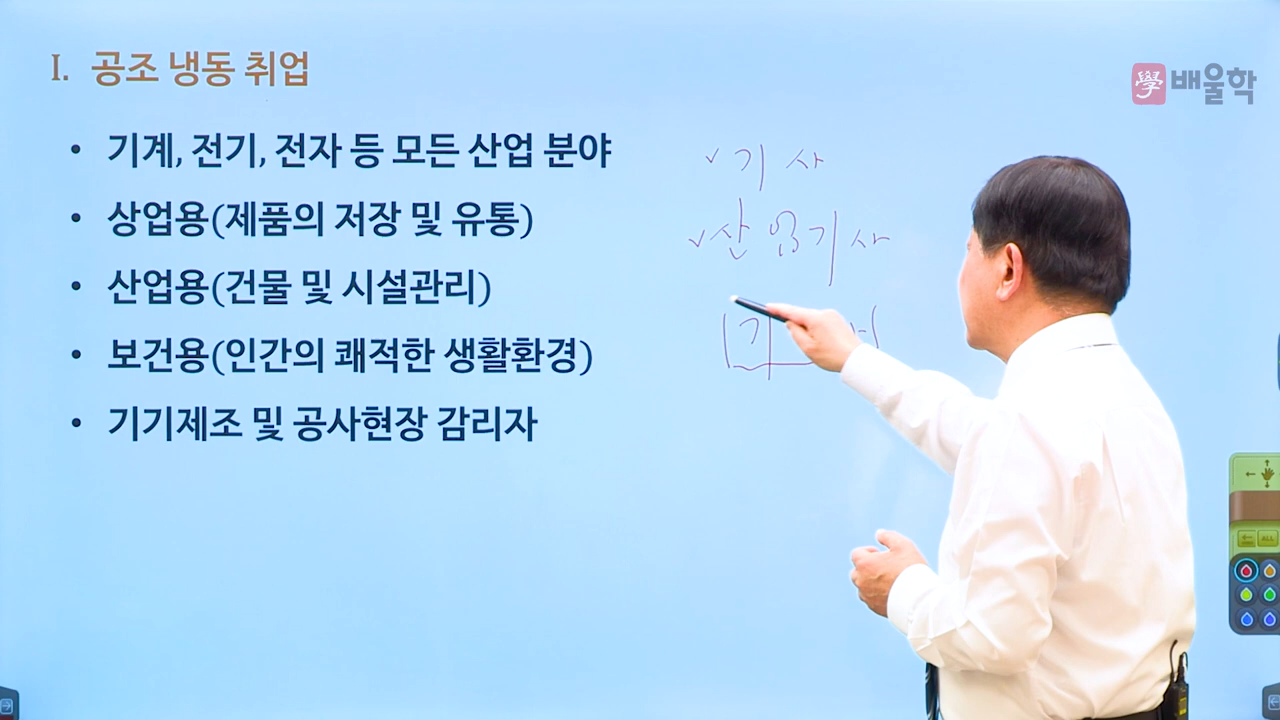 I. 공조 냉동 취업
學 배울학
• 기계, 전기, 전자 등 모든 산업 분야
• 상업용(제품의 저장 및 유통)
• 산업용(건물 및 시설관리)
• 보건용(인간의 쾌적한 생활환경)
• 기기제조 및 공사현장 감리자
✓ 기사
✓ 산업기사
기
ALL